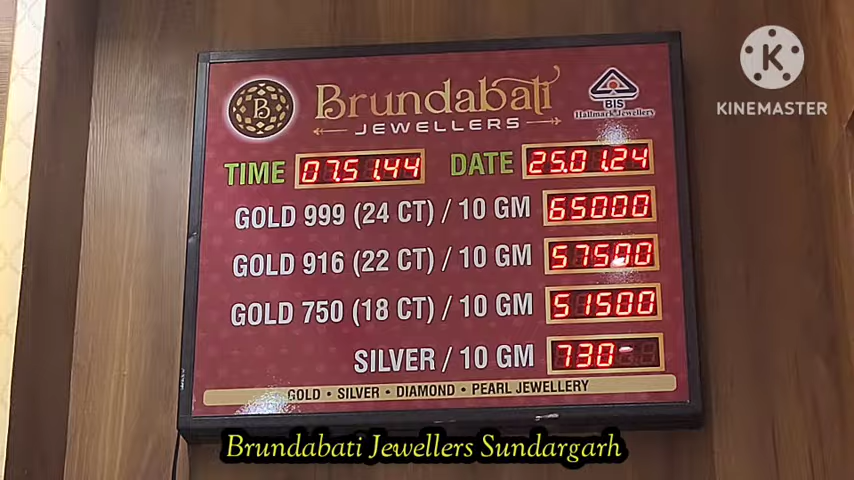 K
KINEMASTER
B
Brundabati
JEWELLERS
BIS
Hallmark Jewellery
TIME 07.51.44 DATE 25.01.24
GOLD 999 (24 CT) / 10 GM 65000
GOLD 916 (22 CT) / 10 GM 57500
GOLD 750 (18 CT) / 10 GM 51500
SILVER / 10 GM 730-
GOLD • SILVER • DIAMOND • PEARL JEWELLERY
Brundabati Jewellers Sundargarh